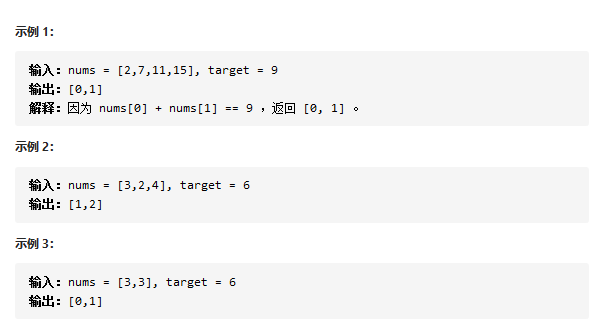 示例 1：
输入：nums = [2,7,11,15], target = 9
输出：[0,1]
解释：因为 nums[0] + nums[1] == 9 ，返回 [0, 1] 。
示例 2：
输入：nums = [3,2,4], target = 6
输出：[1,2]
示例 3：
输入：nums = [3,3], target = 6
输出：[0,1]